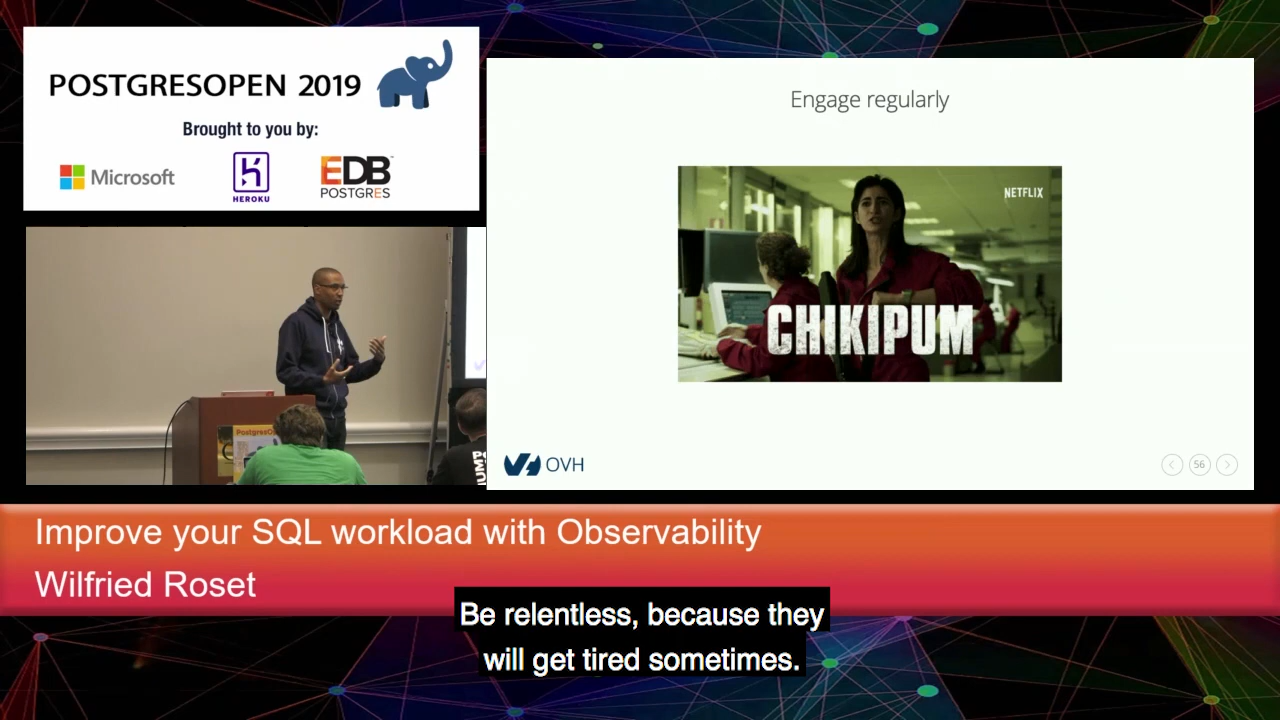 POSTGRESOPEN 2019
Brought to you by:
Microsoft
HEROKU
EDB
POSTGRES
Engage regularly
NETFLIX
CHIKIPUM
OVH
56
Improve your SQL workload with Observability
Wilfried Roset
Be relentless, because they
will get tired sometimes.